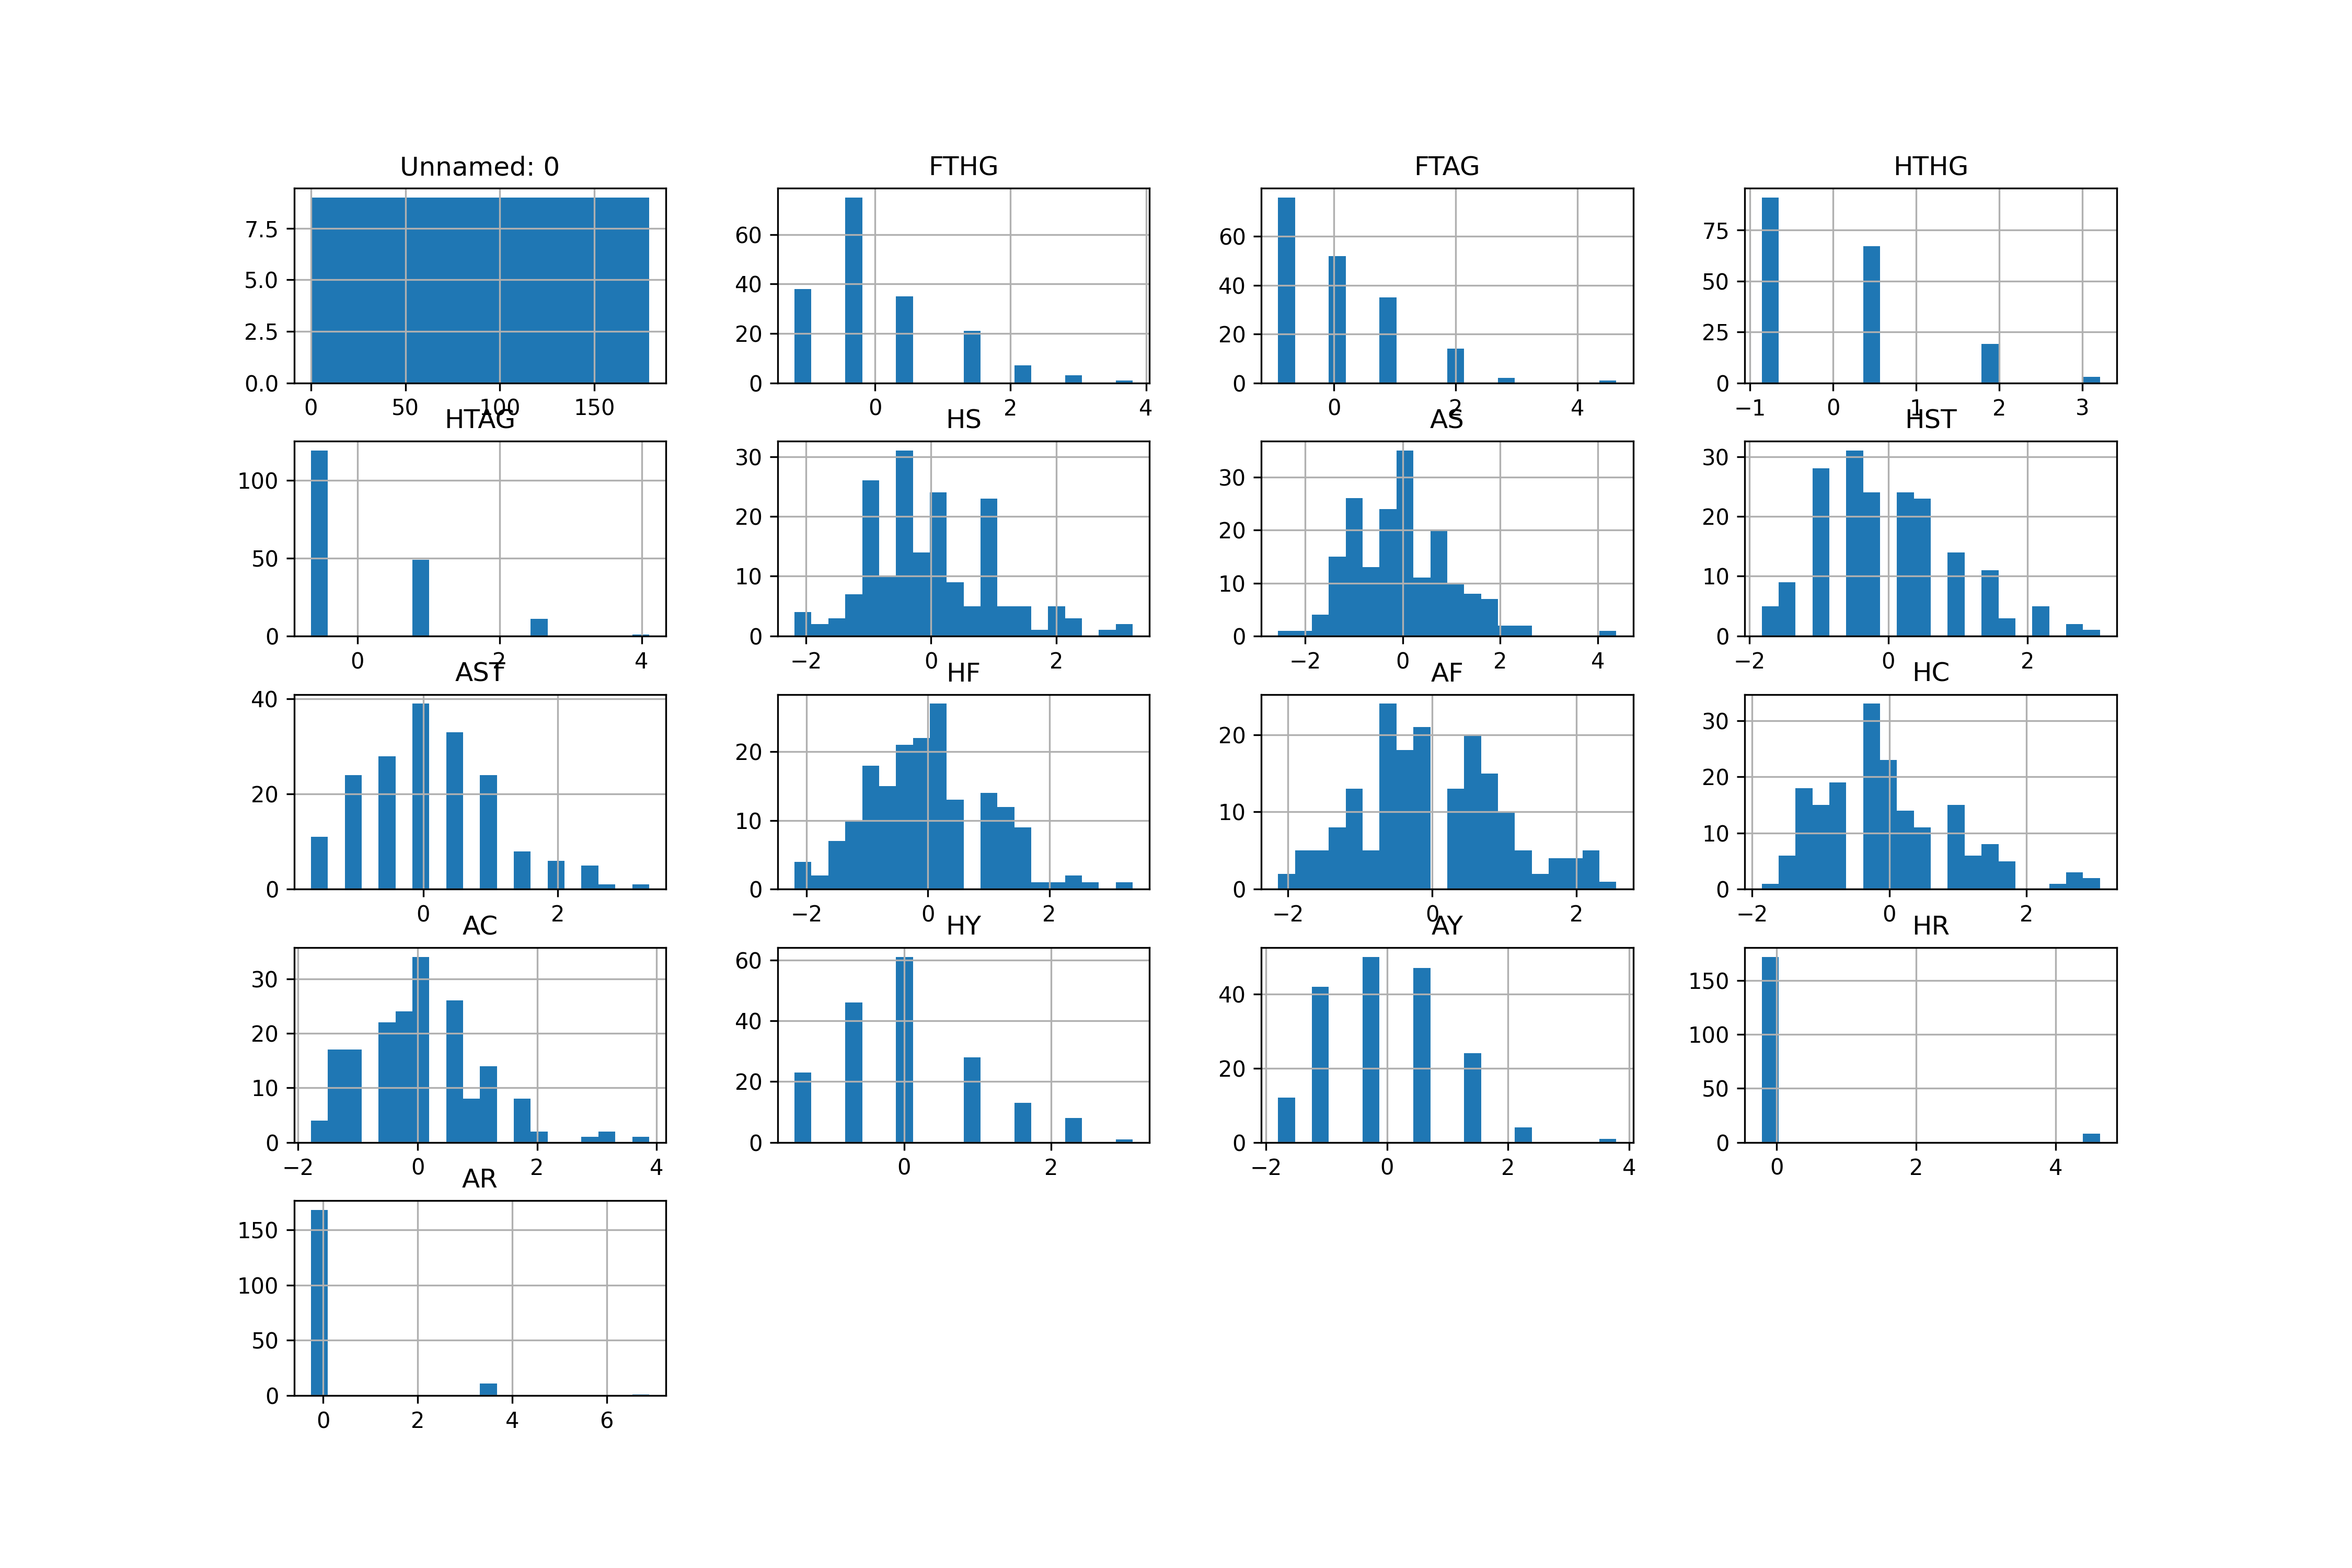 Unnamed: 0 FTHG FTAG HTHG
7.5 60 60 75
5.0 40 40 50
2.5 20 20 25
0.0 0 0 0
0 50 100 150 0 2 4 0 2 4 −1 0 1 2 3
HTAG HS AS HST
100 30 30 30
50 20 20 20
10 10 10
0 0 0 0
0 2 4 −2 0 2 −2 0 2 4 −2 0 2
AST HF AF HC
40 20 20 30
20 10 10 20
10
0 0 0 0
0 2 −2 0 2 −2 0 2 −2 0 2
AC HY AY HR
30 60 40 150
20 40 20 100
10 20 50
0 0 0 0
−2 0 2 4 0 2 −2 0 2 4 0 2 4
AR
150
100
50
0
0 2 4 6